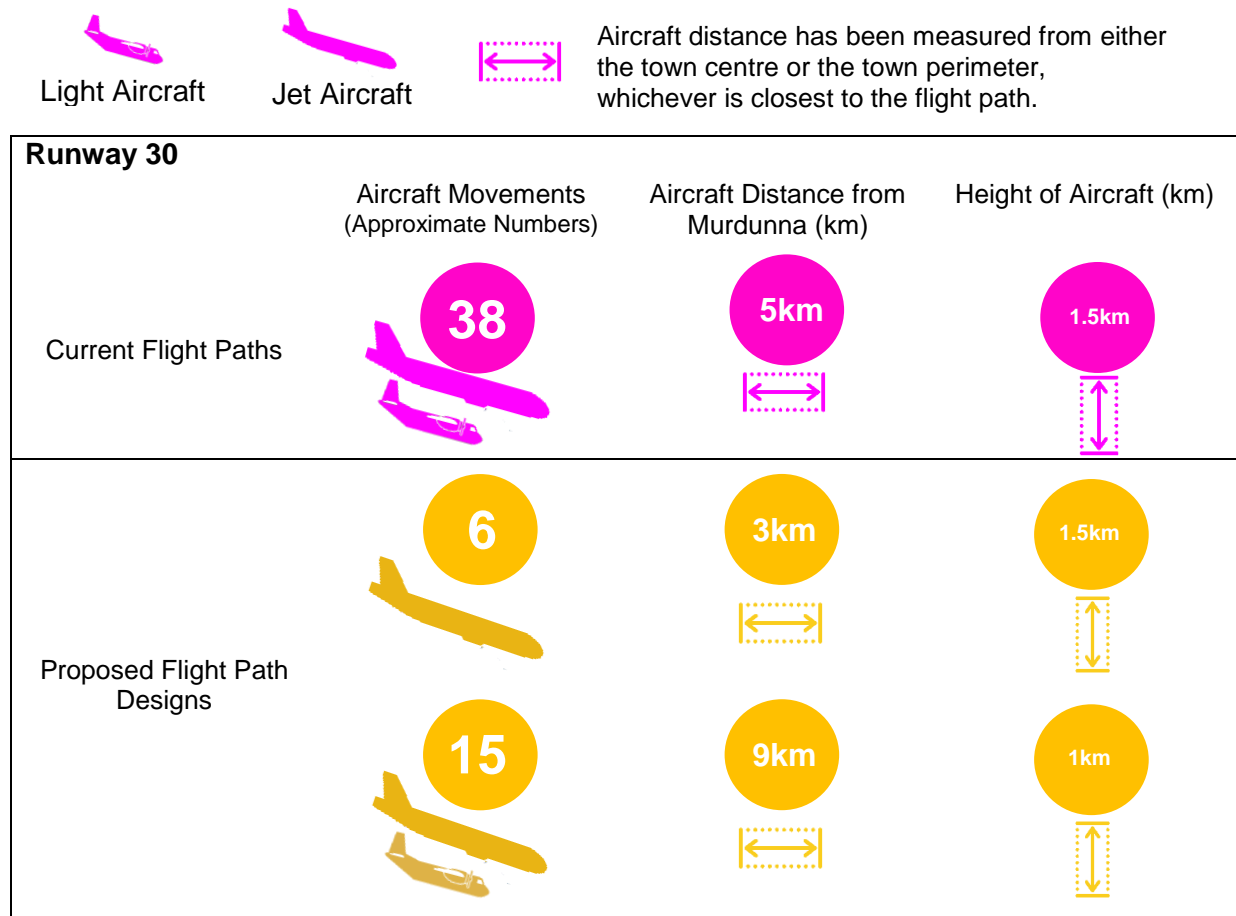 Light Aircraft
Jet Aircraft
Aircraft distance has been measured from either
the town centre or the town perimeter,
whichever is closest to the flight path.
Runway 30
Aircraft Movements
(Approximate Numbers)
Aircraft Distance from
Murdunna (km)
Height of Aircraft (km)
Current Flight Paths
38
5km
1.5km
Proposed Flight Path
Designs
6
3km
1.5km
15
9km
1km